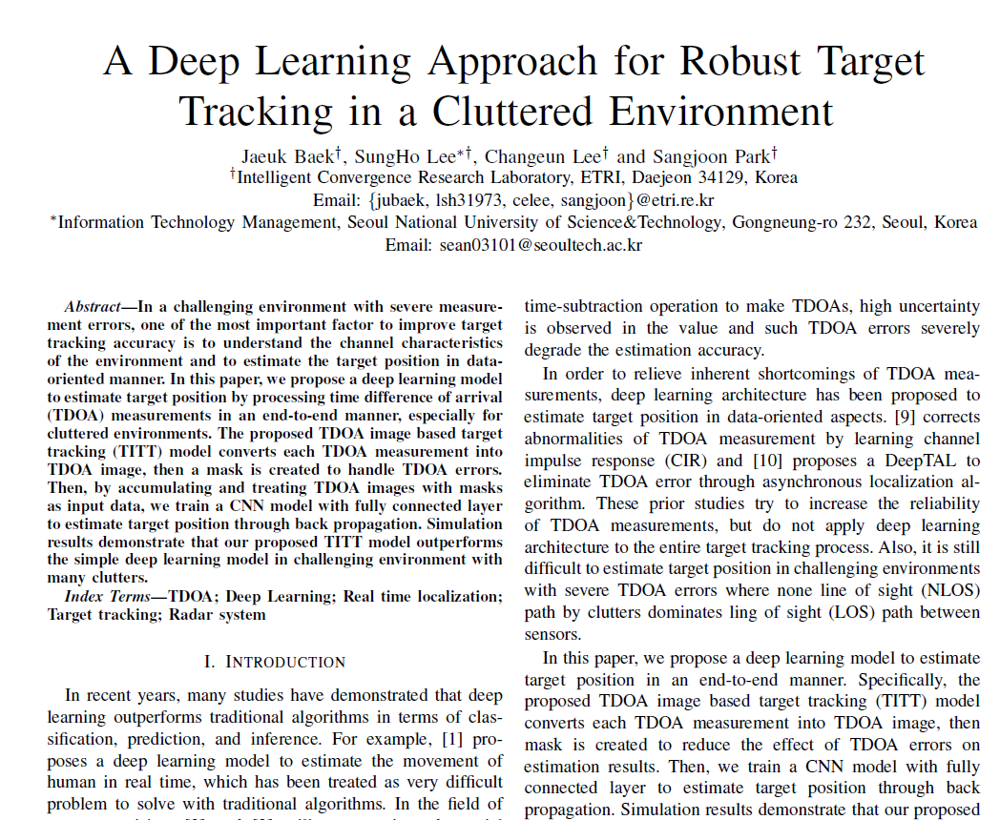 A Deep Learning Approach for Robust Target
Tracking in a Cluttered Environment
Jaeuk Baek†, SungHo Lee*†, Changeun Lee† and Sangjoon Park†
†Intelligent Convergence Research Laboratory, ETRI, Daejeon 34129, Korea
Email: {jubaek, lsh31973, celee, sangjoon}@etri.re.kr
*Information Technology Management, Seoul National University of Science&Technology, Gongneung-ro 232, Seoul, Korea
Email: sean03101@seoultech.ac.kr
Abstract—In a challenging environment with severe measure-
ment errors, one of the most important factor to improve target
tracking accuracy is to understand the channel characteristics
of the environment and to estimate the target position in data-
oriented manner. In this paper, we propose a deep learning model
to estimate target position by processing time difference of arrival
(TDOA) measurements in an end-to-end manner, especially for
cluttered environments. The proposed TDOA image based target
tracking (TITT) model converts each TDOA measurement into
TDOA image, then a mask is created to handle TDOA errors.
Then, by accumulating and treating TDOA images with masks
as input data, we train a CNN model with fully connected layer
to estimate target position through back propagation. Simulation
results demonstrate that our proposed TITT model outperforms
the simple deep learning model in challenging environment with
many clutters.
Index Terms—TDOA; Deep Learning; Real time localization;
Target tracking; Radar system
I. INTRODUCTION
In recent years, many studies have demonstrated that deep
learning outperforms traditional algorithms in terms of clas-
sification, prediction, and inference. For example, [1] pro-
poses a deep learning model to estimate the movement of
human in real time, which has been treated as very difficult
problem to solve with traditional algorithms. In the field of
time-subtraction operation to make TDOAs, high uncertainty
is observed in the value and such TDOA errors severely
degrade the estimation accuracy.
In order to relieve inherent shortcomings of TDOA mea-
surements, deep learning architecture has been proposed to
estimate target position in data-oriented aspects. [9] corrects
abnormalities of TDOA measurement by learning channel
impulse response (CIR) and [10] proposes a DeepTAL to
eliminate TDOA error through asynchronous localization al-
gorithm. These prior studies try to increase the reliability
of TDOA measurements, but do not apply deep learning
architecture to the entire target tracking process. Also, it is still
difficult to estimate target position in challenging environments
with severe TDOA errors where none line of sight (NLOS)
path by clutters dominates ling of sight (LOS) path between
sensors.
In this paper, we propose a deep learning model to estimate
target position in an end-to-end manner. Specifically, the
proposed TDOA image based target tracking (TITT) model
converts each TDOA measurement into TDOA image, then
mask is created to reduce the effect of TDOA errors on
estimation results. Then, we train a CNN model with fully
connected layer to estimate target position through back
propagation. Simulation results demonstrate that our proposed